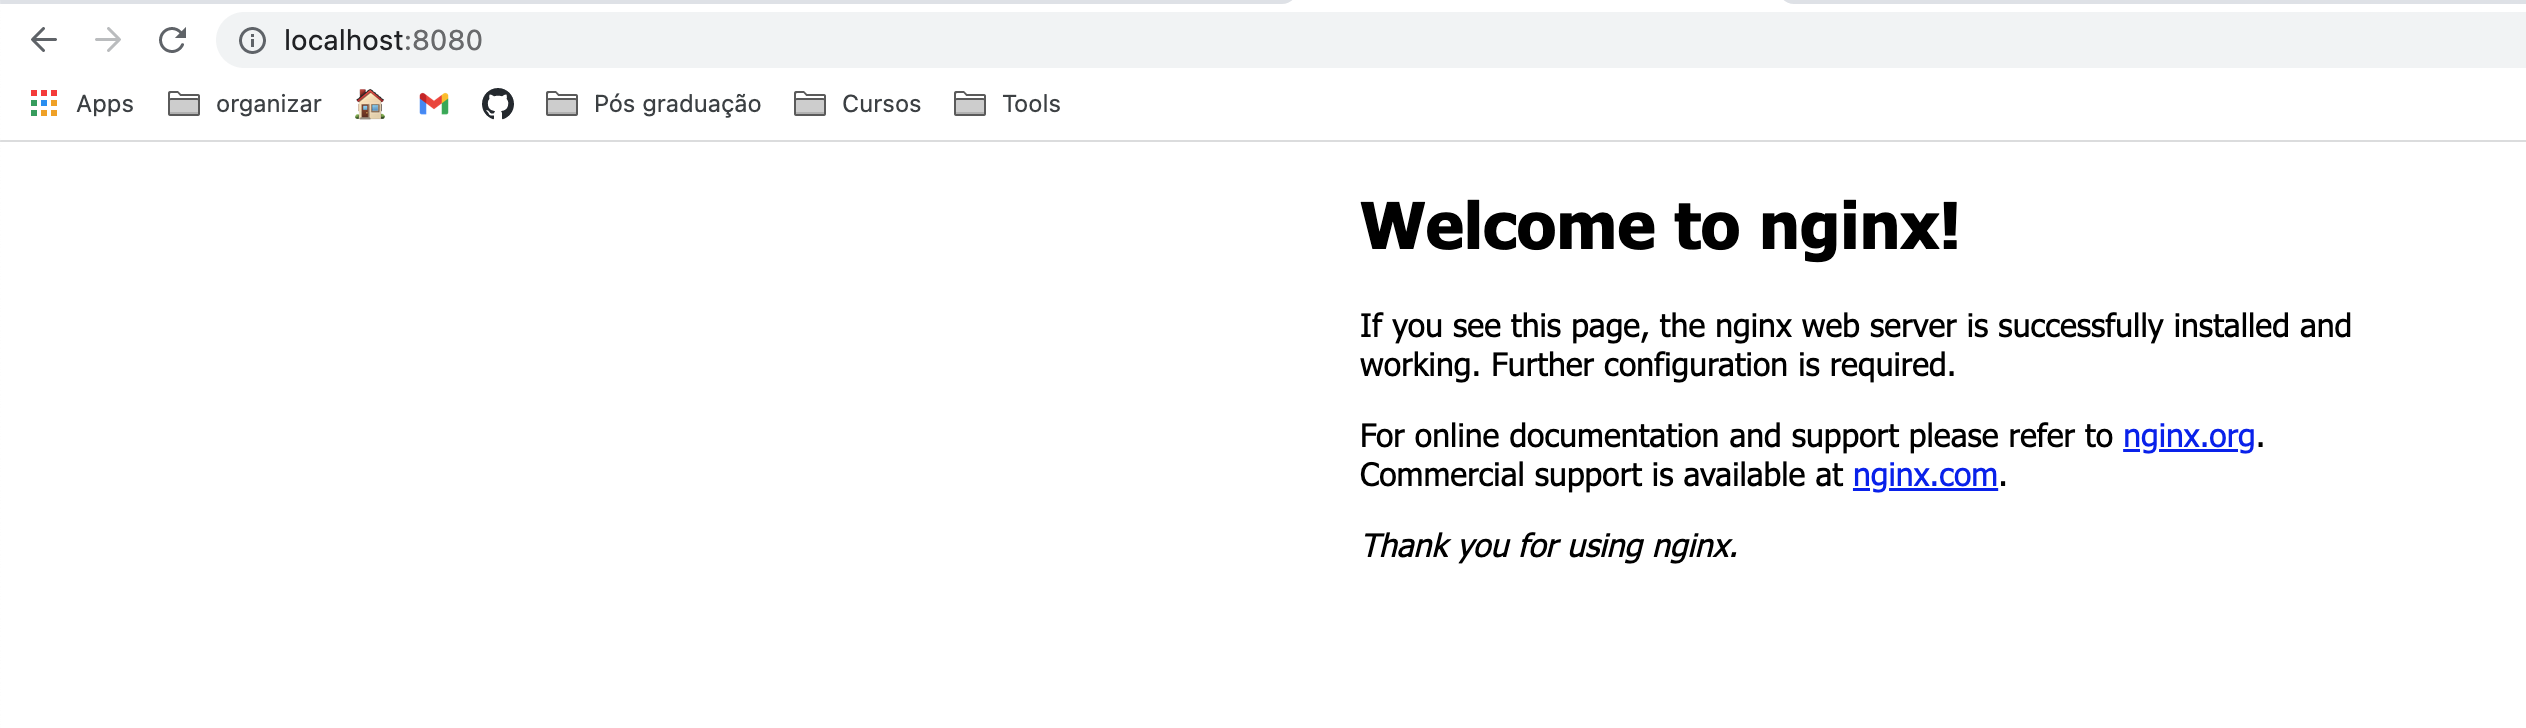 localhost:8080
Apps organizar Pós graduação Cursos Tools
Welcome to nginx!
If you see this page, the nginx web server is successfully installed and
working. Further configuration is required.
For online documentation and support please refer to nginx.org.
Commercial support is available at nginx.com.
Thank you for using nginx.